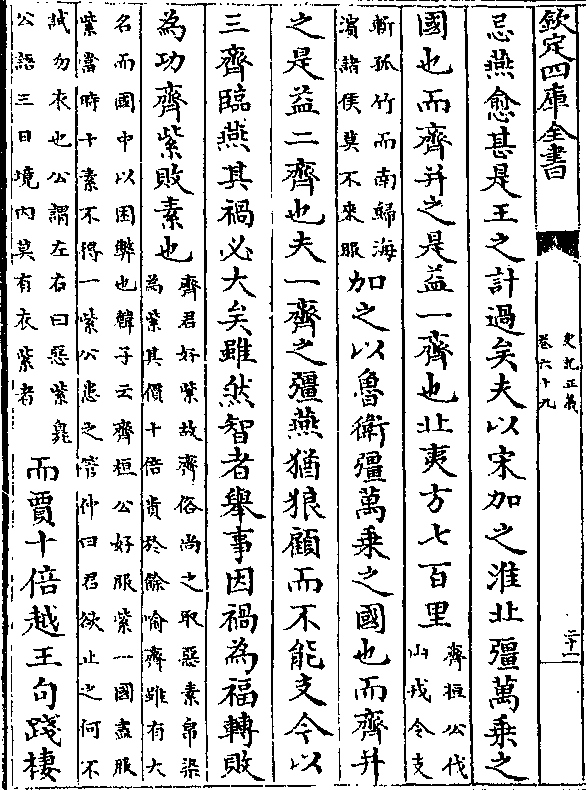 欽定四庫全書
史記正義
卷六十九
二十一
忌燕愈甚是王之計過矣夫以宋加之淮北彊萬乘之
國也而齊并之是益一齊也北夷方七百里
齊桓公伐
山戎令支
斬孤竹而南歸海
濵諸侯莫不來服
加之以魯衛彊萬乘之國也而齊并
之是益二齊也夫一齊之彊燕猶狼顧而不能支今以
三齊臨燕其禍必大矣雖然智者舉事因禍為福轉敗
為功齊紫敗素也
齊君好紫故齊俗尚之取惡素帛染
為紫其價十倍貴於餘喻齊雖有大
名而國中以困弊也韓子云齊桓公好服紫一國盡服
紫當時十素不得一紫公患之管仲曰君欲止之何不
試勿衣也公謂左右曰惡紫臭
公語三日境内莫有衣紫者
而賈十倍越王句踐棲